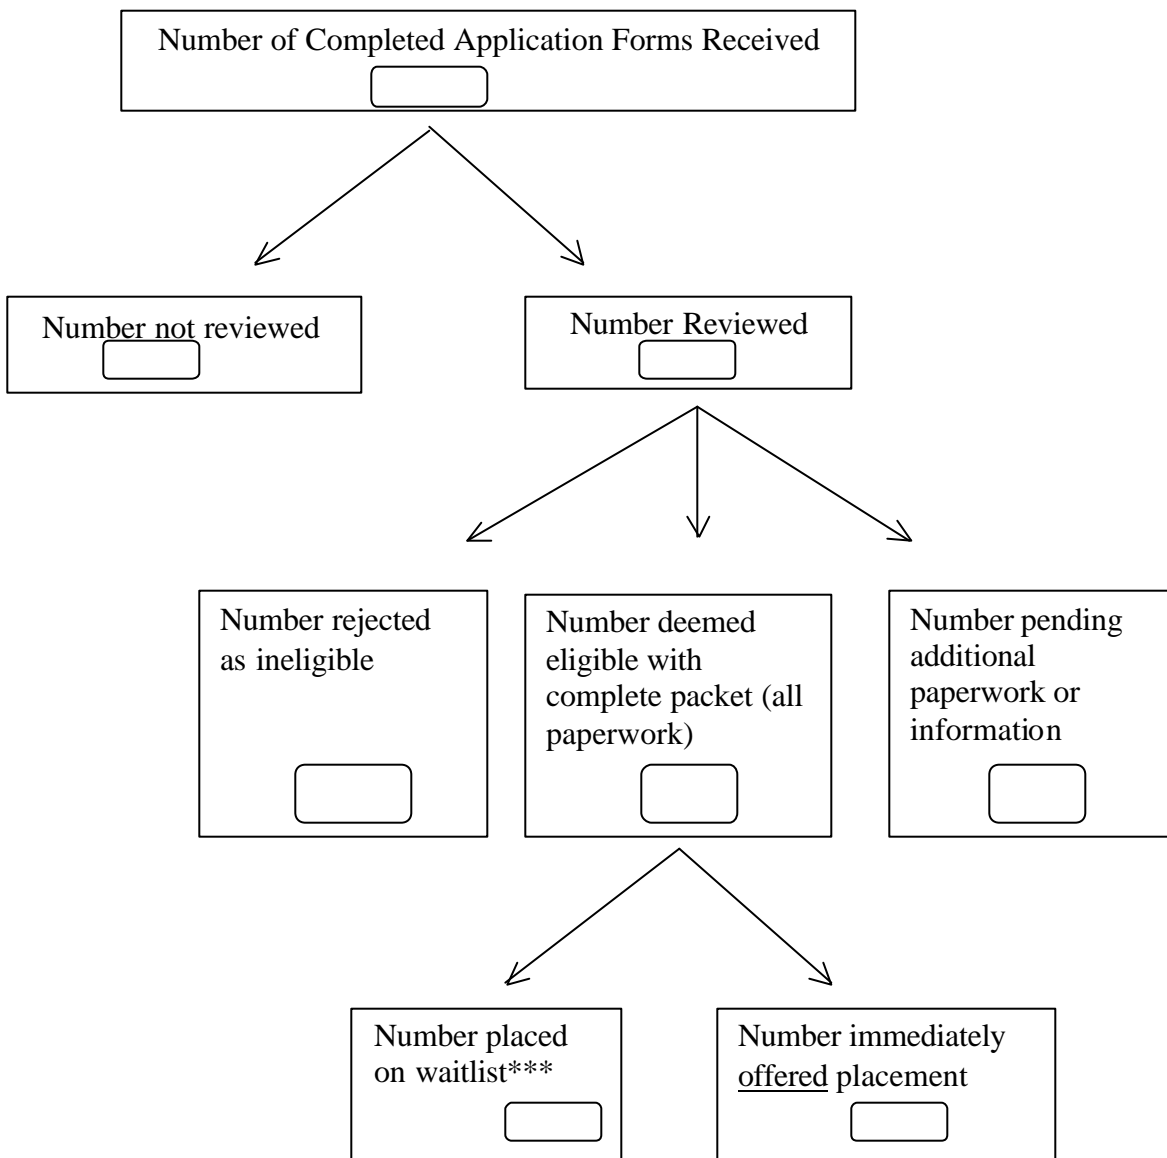 Number of Completed Application Forms Received
Number not reviewed
Number Reviewed
Number rejected
as ineligible
Number deemed
eligible with
complete packet (all
paperwork)
Number pending
additional
paperwork or
information
Number placed
on waitlist***
Number immediately
offered placement